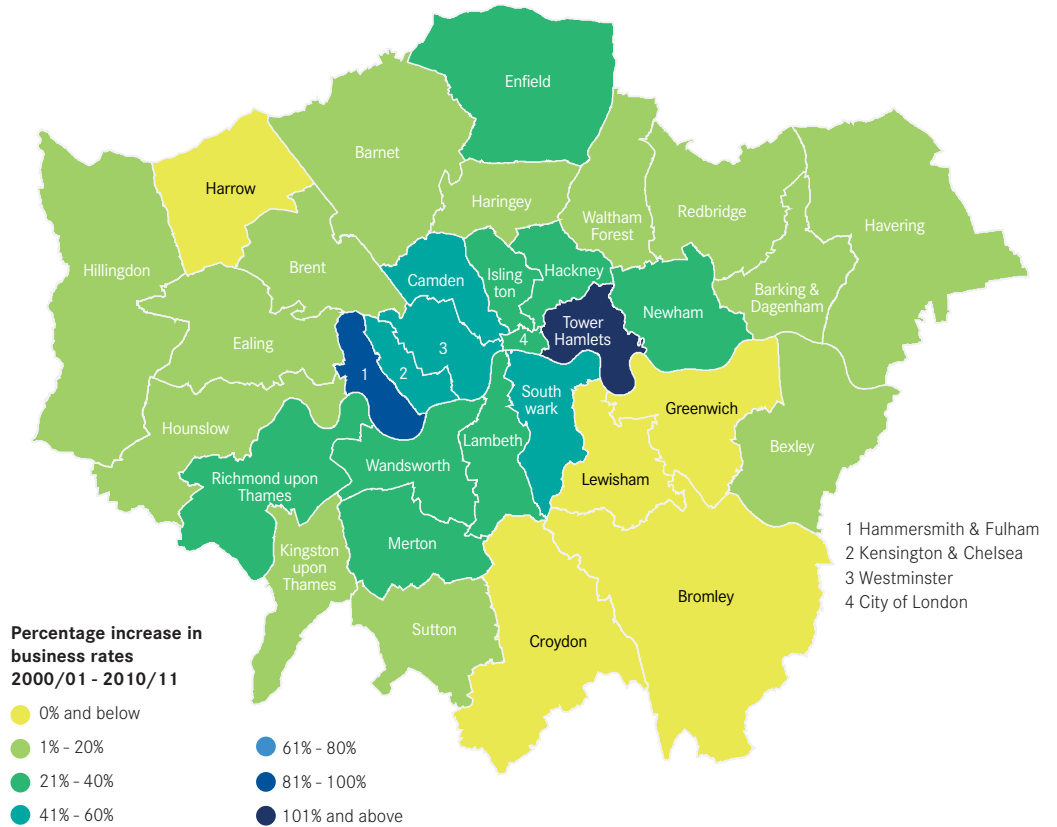 Enfield
Barnet
Harrow
Haringey
Waltham
Forest
Redbridge
Havering
Hillingdon
Brent
Camden
Isling
ton
Hackney
Barking &
Dagenham
Newham
Tower
Hamlets
4
3
Ealing
2
1
South
wark
Greenwich
Hounslow
Lambeth
Bexley
Wandsworth
Richmond upon
Thames
Lewisham
Merton
Kingston
upon
Thames
Bromley
Sutton
Croydon
1 Hammersmith & Fulham
2 Kensington & Chelsea
3 Westminster
4 City of London
Percentage increase in
business rates
2000/01 - 2010/11
0% and below
1% - 20%
21% - 40%
41% - 60%
61% - 80%
81% - 100%
101% and above